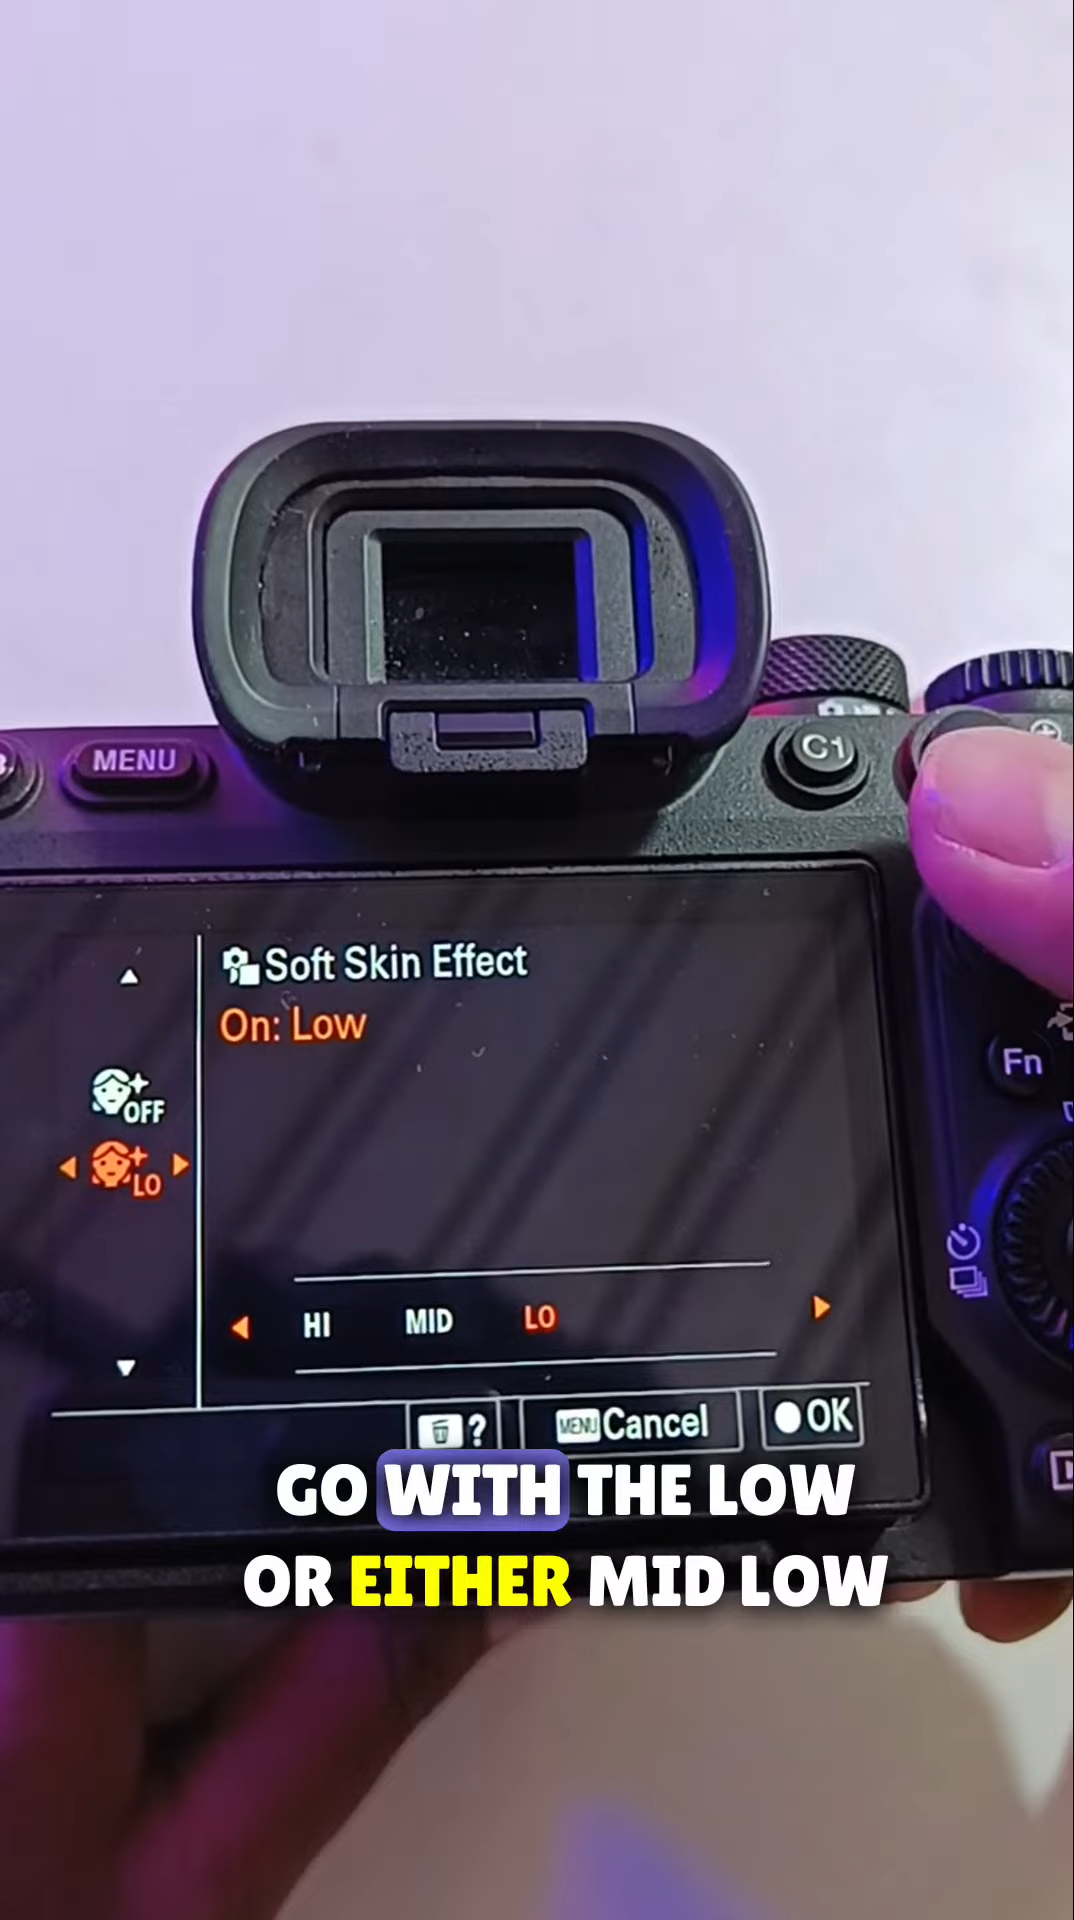 MENU
C1
Soft Skin Effect
On: Low
Fn
OFF
LO
HI MID LO
? MENU Cancel OK
GO WITH THE LOW
OR EITHER MID LOW